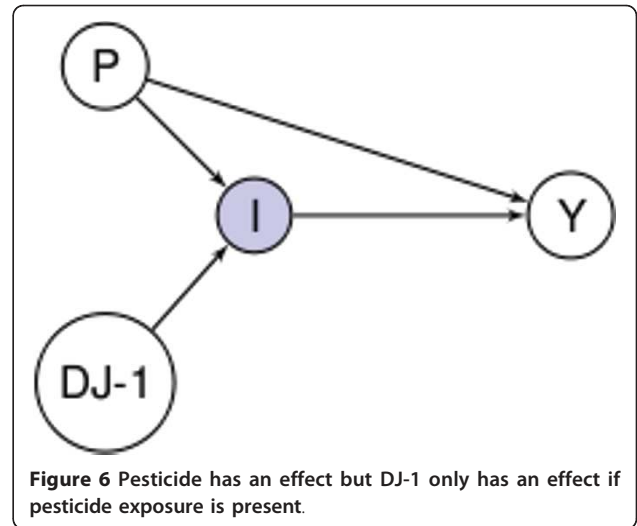 P
I
Y
DJ-1
Figure 6 Pesticide has an effect but DJ-1 only has an effect if
pesticide exposure is present.